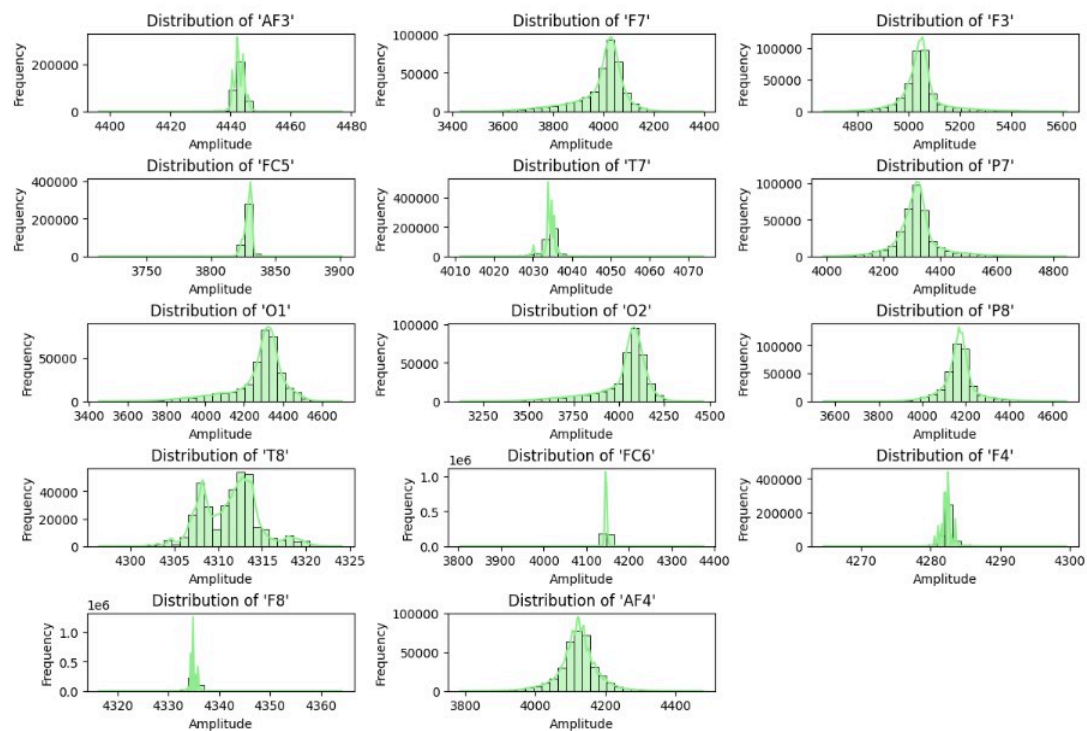 Distribution of 'AF3'
Frequency
200000
0
4400 4420 4440 4460 4480
Amplitude
Distribution of 'F7'
Frequency
100000
50000
0
3400 3600 3800 4000 4200 4400
Amplitude
Distribution of 'F3'
Frequency
100000
50000
0
4800 5000 5200 5400 5600
Amplitude
Distribution of 'FC5'
Frequency
400000
200000
0
3750 3800 3850 3900
Amplitude
Distribution of 'T7'
Frequency
400000
200000
0
4010 4020 4030 4040 4050 4060 4070
Amplitude
Distribution of 'P7'
Frequency
100000
50000
0
4000 4200 4400 4600 4800
Amplitude
Distribution of 'O1'
Frequency
50000
0
3400 3600 3800 4000 4200 4400 4600
Amplitude
Distribution of 'O2'
Frequency
100000
50000
0
3250 3500 3750 4000 4250 4500
Amplitude
Distribution of 'P8'
Frequency
100000
50000
0
3600 3800 4000 4200 4400 4600
Amplitude
Distribution of 'T8'
Frequency
40000
20000
0
4300 4305 4310 4315 4320 4325
Amplitude
Distribution of 'FC6'
1e6
Frequency
1.0
0.5
0.0
3800 3900 4000 4100 4200 4300 4400
Amplitude
Distribution of 'F4'
Frequency
400000
200000
0
4270 4280 4290 4300
Amplitude
Distribution of 'F8'
1e6
Frequency
1.0
0.5
0.0
4320 4330 4340 4350 4360
Amplitude
Distribution of 'AF4'
Frequency
100000
50000
0
3800 4000 4200 4400
Amplitude